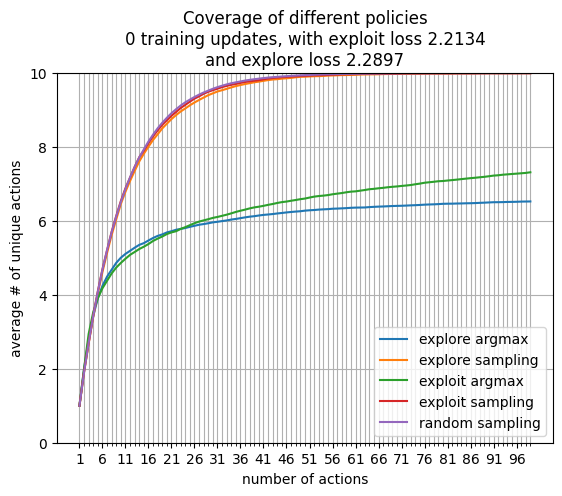 Coverage of different policies
0 training updates, with exploit loss 2.2134
and explore loss 2.2897
10
8
6
4
2
0
average # of unique actions
explore argmax
explore sampling
exploit argmax
exploit sampling
random sampling
1 6 11 16 21 26 31 36 41 46 51 56 61 66 71 76 81 86 91 96
number of actions